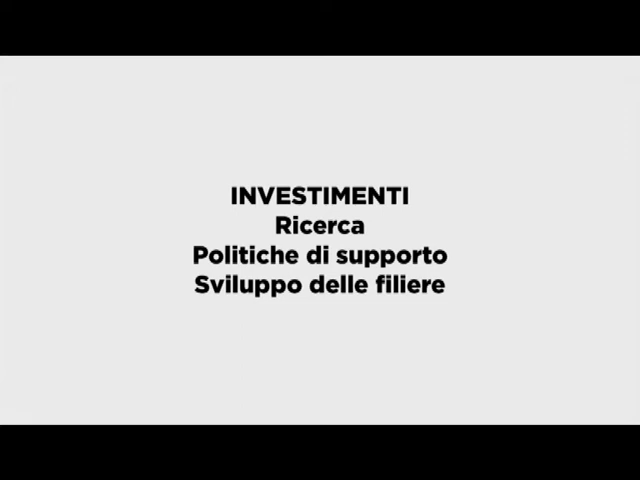 INVESTIMENTI
Ricerca
Politiche di supporto
Sviluppo delle filiere